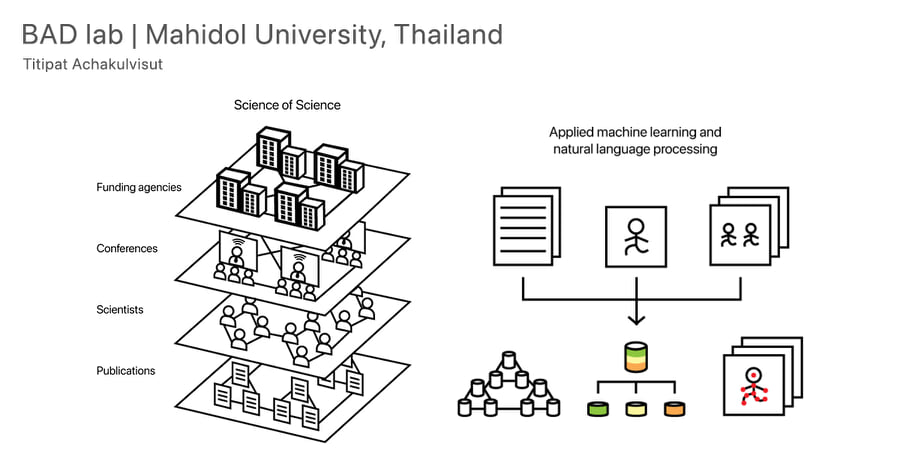 BAD lab | Mahidol University, Thailand
Titipat Achakulvisut
Science of Science
Funding agencies
Conferences
Scientists
Publications
Applied machine learning and
natural language processing